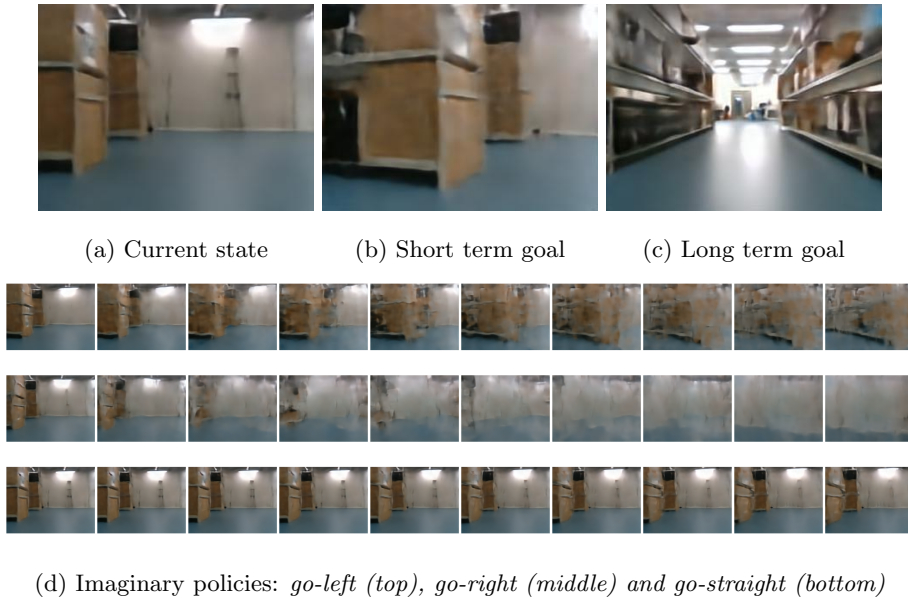 (a) Current state
(b) Short term goal
(c) Long term goal
(d) Imaginary policies: go-left (top), go-right (middle) and go-straight (bottom)